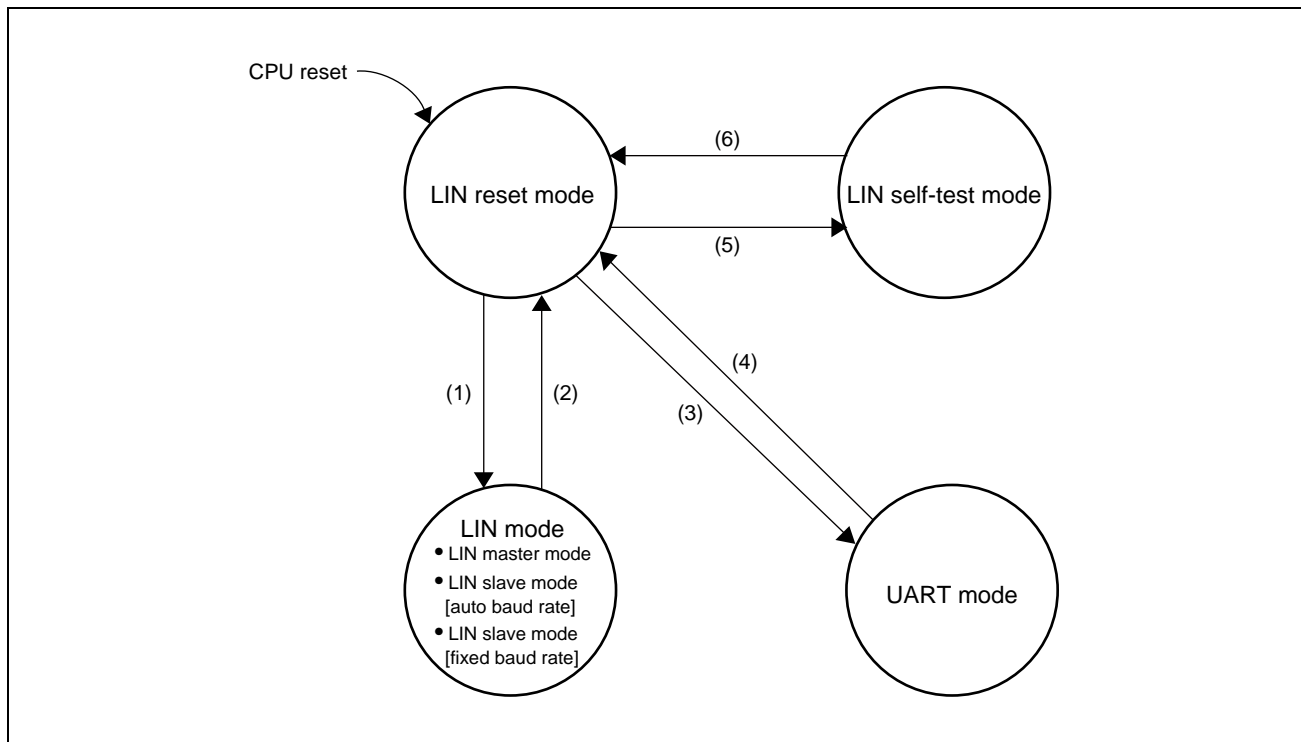 CPU reset
LIN reset mode
(6)
(5)
LIN self-test mode
(1)
(2)
(3)
(4)
LIN mode
• LIN master mode
• LIN slave mode
[auto baud rate]
• LIN slave mode
[fixed baud rate]
UART mode